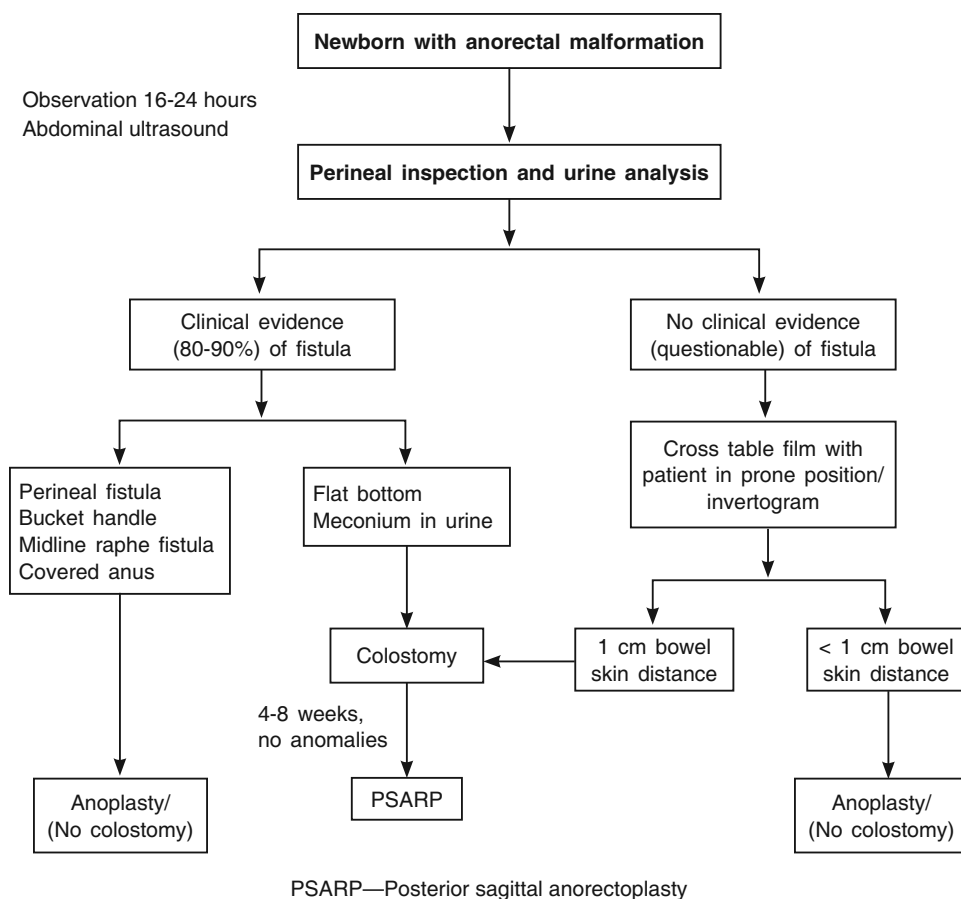 Newborn with anorectal malformation
Observation 16-24 hours
Abdominal ultrasound
Perineal inspection and urine analysis
Clinical evidence
(80-90%) of fistula
No clinical evidence
(questionable) of fistula
Perineal fistula
Bucket handle
Midline raphe fistula
Covered anus
Flat bottom
Meconium in urine
Cross table film with
patient in prone position/
invertogram
Colostomy
1 cm bowel
skin distance
< 1 cm bowel
skin distance
4-8 weeks,
no anomalies
Anoplasty/
(No colostomy)
PSARP
Anoplasty/
(No colostomy)
PSARP—Posterior sagittal anorectoplasty